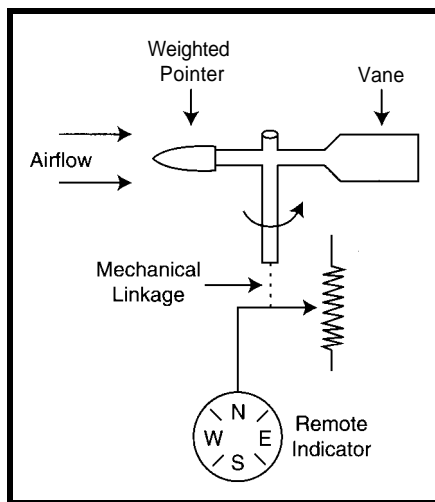 Weighted
Pointer
Vane
Airflow
Mechanical
Linkage
N
W E
S
Remote
Indicator